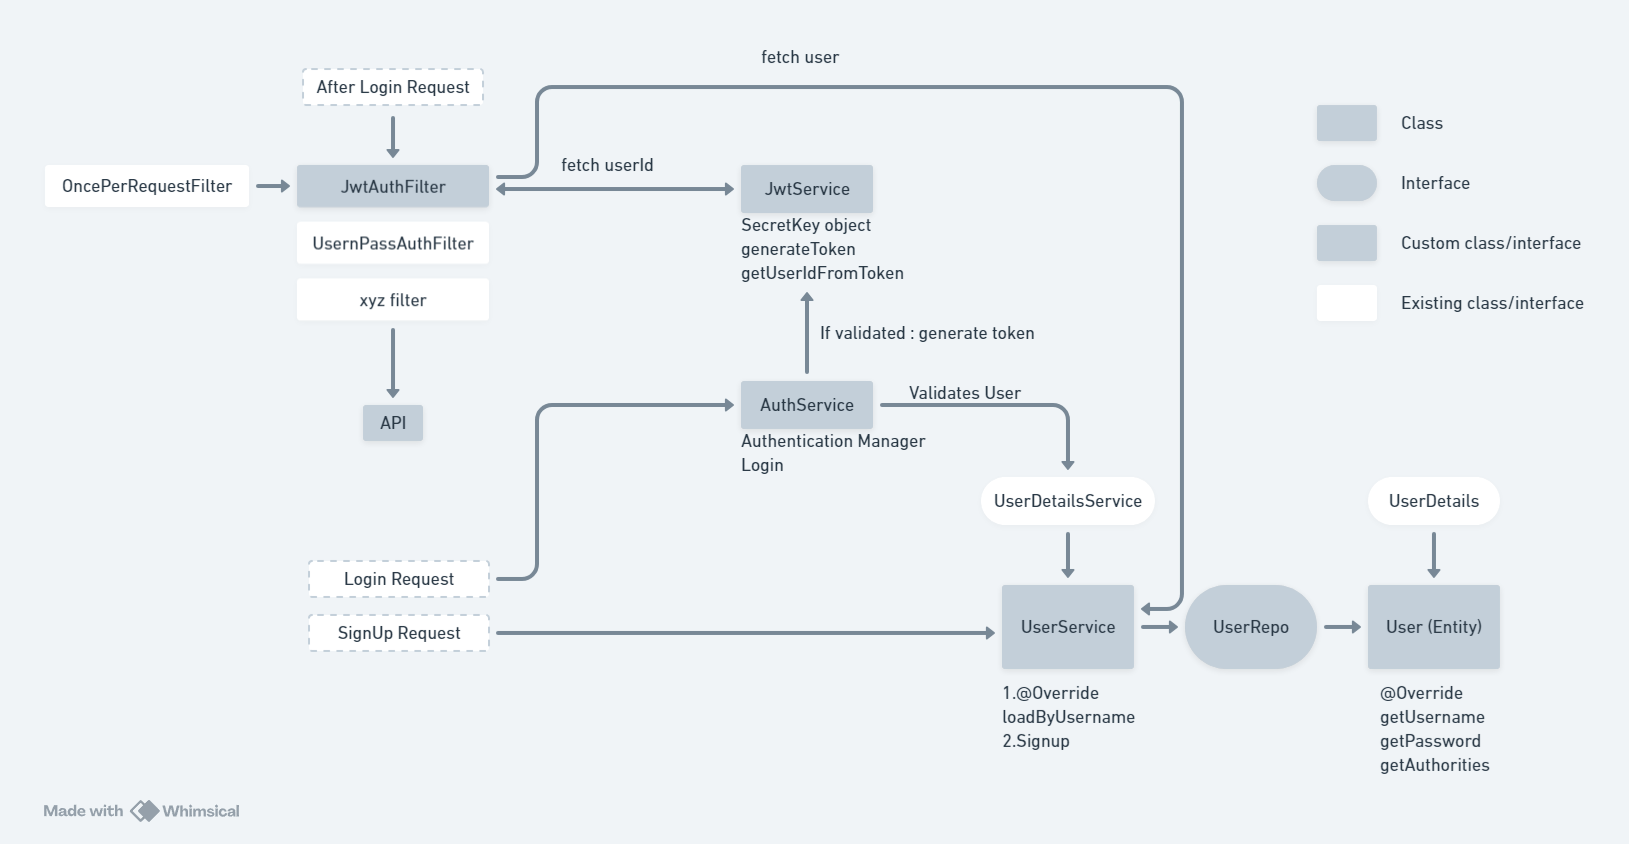 fetch user
After Login Request
Class
fetch userId
OncePerRequestFilter
JwtAuthFilter
JwtService
Interface
SecretKey object
generateToken
getUserIdFromToken
UsernPassAuthFilter
Custom class/interface
xyz filter
Existing class/interface
If validated : generate token
API
AuthService
Validates User
Authentication Manager
Login
UserDetailsService
UserDetails
Login Request
SignUp Request
UserService
UserRepo
User (Entity)
1.@Override
loadByUsername
2.Signup
@Override
getUsername
getPassword
getAuthorities
Made with Whimsical